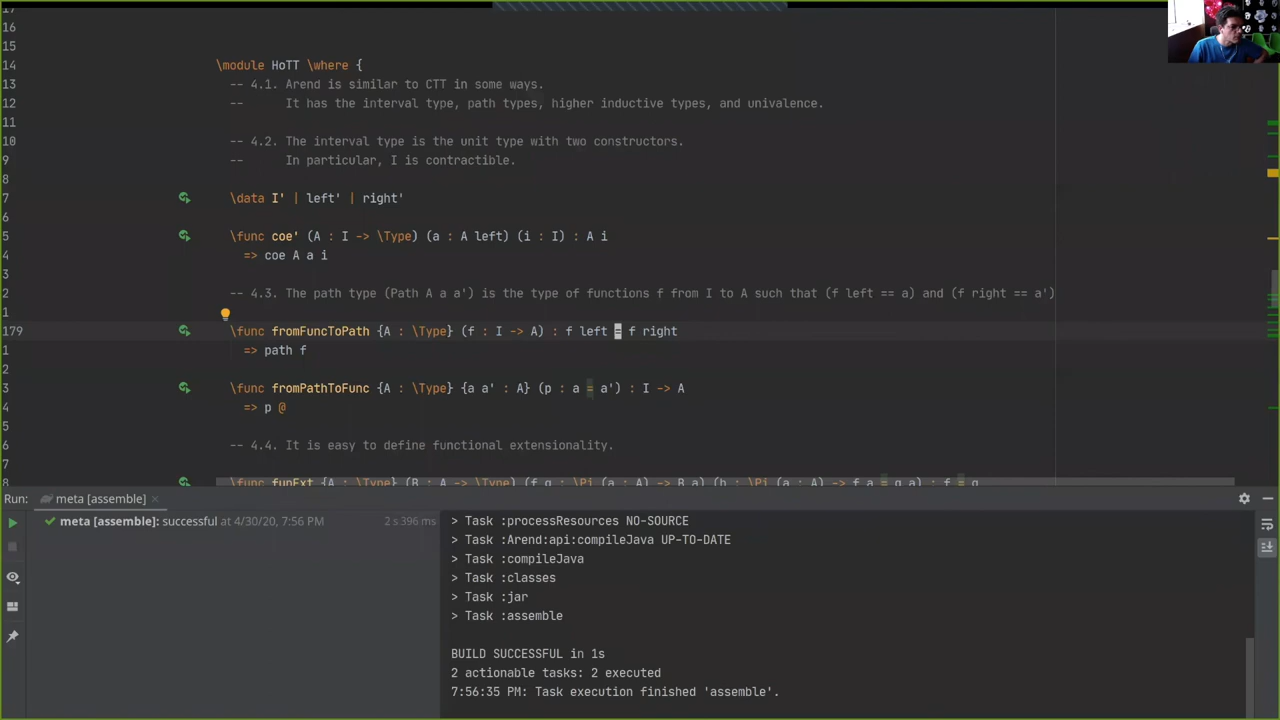 17
16
15
14 \module HoTT \where {
13 -- 4.1. Arend is similar to CTT in some ways.
12 --      It has the interval type, path types, higher inductive types, and univalence.
11
10 -- 4.2. The interval type is the unit type with two constructors.
9 --      In particular, I is contractible.
8
7 \data I' | left' | right'
6
5 \func coe' (A : I -> \Type) (a : A left) (i : I) : A i
4 => coe A a i
3
2 -- 4.3. The path type (Path A a a') is the type of functions f from I to A such that (f left == a) and (f right == a')
1
179 \func fromFuncToPath {A : \Type} (f : I -> A) : f left = f right
1 => path f
2
3 \func fromPathToFunc {A : \Type} {a a' : A} (p : a = a') : I -> A
4 => p @
5
6 -- 4.4. It is easy to define functional extensionality.
7
8 \func funExt {A : \Type} (B : A -> \Type) (f g : \Pi (a : A) -> B a) (h : \Pi (a : A) -> f a = g a) : f = g
Run: meta [assemble] ×
meta [assemble]: successful at 4/30/20, 7:56 PM 2 s 396 ms
> Task :processResources NO-SOURCE
> Task :Arend:api:compileJava UP-TO-DATE
> Task :compileJava
> Task :classes
> Task :jar
> Task :assemble
BUILD SUCCESSFUL in 1s
2 actionable tasks: 2 executed
7:56:35 PM: Task execution finished 'assemble'.